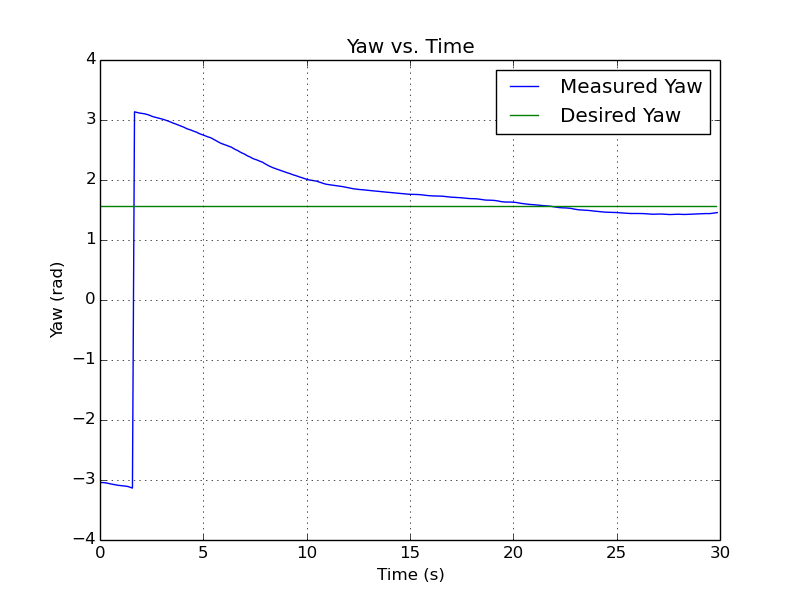 Yaw vs. Time
Measured Yaw
Desired Yaw
4
3
2
1
0
−1
−2
−3
−4
Yaw (rad)
0 5 10 15 20 25 30
Time (s)